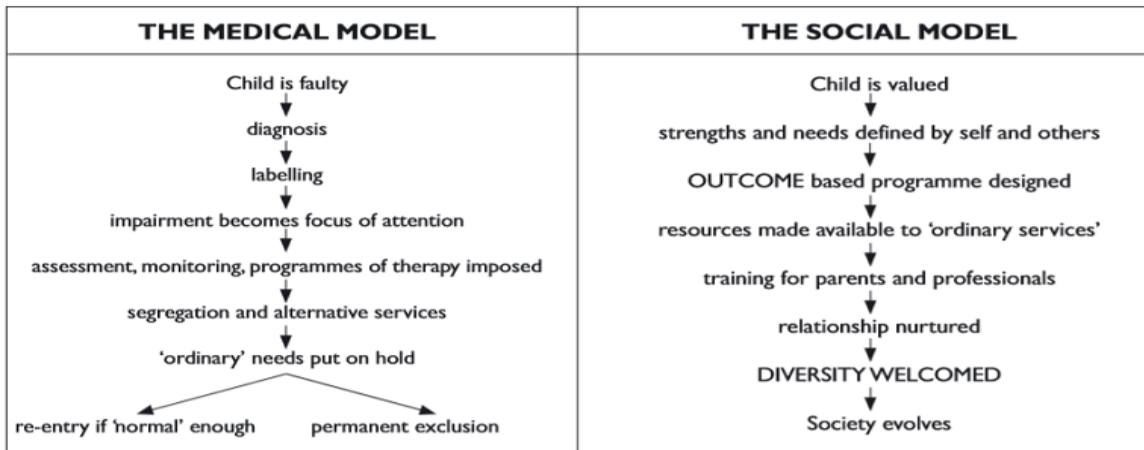 THE MEDICAL MODEL
Child is faulty
diagnosis
labelling
impairment becomes focus of attention
assessment, monitoring, programmes of therapy imposed
segregation and alternative services
‘ordinary’ needs put on hold
re-entry if ‘normal’ enough
permanent exclusion
THE SOCIAL MODEL
Child is valued
strengths and needs defined by self and others
OUTCOME based programme designed
resources made available to ‘ordinary services’
training for parents and professionals
relationship nurtured
DIVERSITY WELCOMED
Society evolves